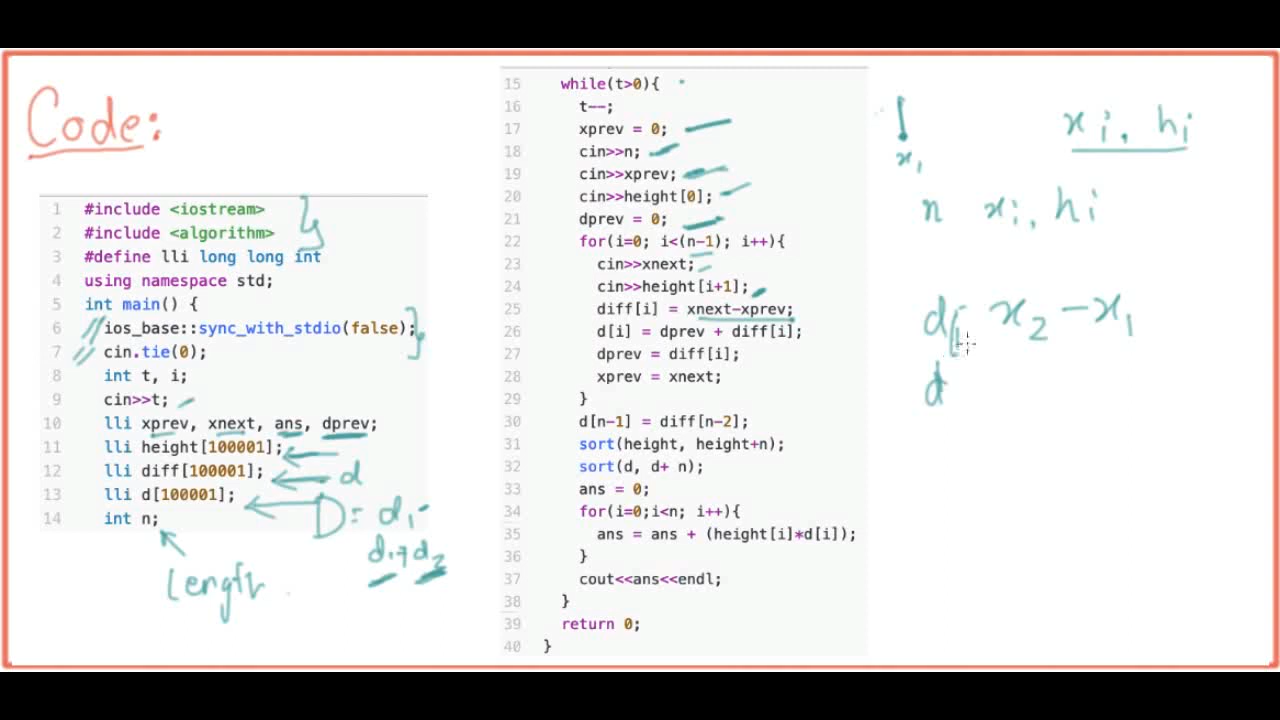 Code:
1 #include <iostream>
2 #include <algorithm>
3 #define lli long long int
4 using namespace std;
5 int main() {
6 ios_base::sync_with_stdio(false);
7 cin.tie(0);
8 int t, i;
9 cin>>t;
10 lli xprev, xnext, ans, dprev;
11 lli height[100001];
12 lli diff[100001];
d
13 lli d[100001];
D = d1
14 int n;
d1+d2
Length
15 while(t>0){
16 t--;
17 xprev = 0;
18 cin>>n;
19 cin>>xprev;
20 cin>>height[0];
21 dprev = 0;
22 for(i=0; i<(n-1); i++){
23 cin>>xnext;
24 cin>>height[i+1];
25 diff[i] = xnext-xprev;
26 d[i] = dprev + diff[i];
27 dprev = diff[i];
28 xprev = xnext;
29 }
30 d[n-1] = diff[n-2];
31 sort(height, height+n);
32 sort(d, d+ n);
33 ans = 0;
34 for(i=0;i<n; i++){
35 ans = ans + (height[i]*d[i]);
36 }
37 cout<<ans<<endl;
38 }
39 return 0;
40 }
xi, hi
x1
n xi, hi
x2 - x1
d